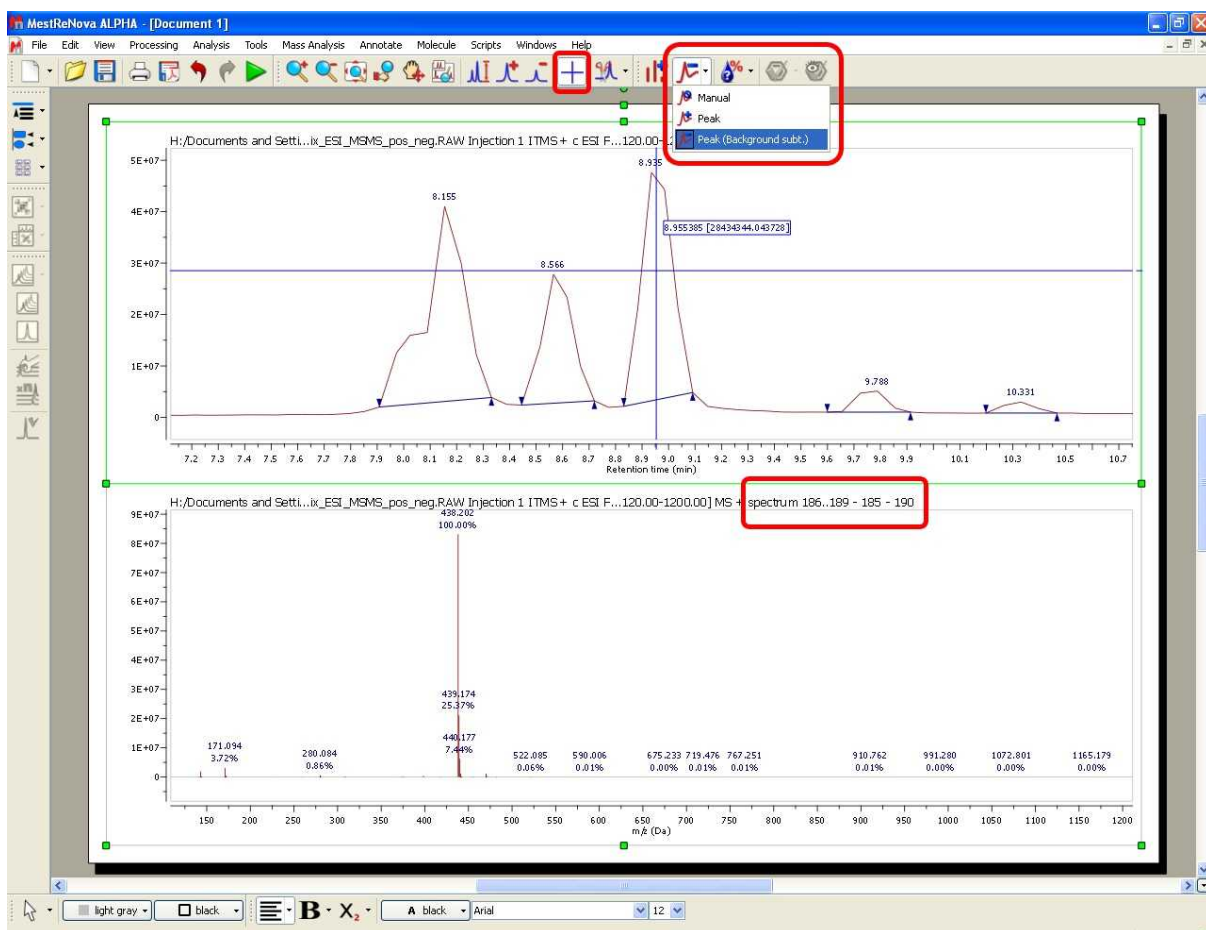 MestReNova ALPHA - [Document 1]
File Edit View Processing Analysis Tools Mass Analysis Annotate Molecule Scripts Windows Help
Manual
Peak
Peak (Background subt.)
H:/Documents and Setti...ix_ESI_MSMS_pos_neg.RAW Injection 1 ITMS + c ESI F...120.00-12
5E+07
4E+07
3E+07
2E+07
1E+07
0
8.155
8.566
8.935
8.955385 [28434344.043728]
9.788
10.331
7.2 7.3 7.4 7.5 7.6 7.7 7.8 7.9 8.0 8.1 8.2 8.3 8.4 8.5 8.6 8.7 8.8 8.9 9.0 9.1 9.2 9.3 9.4 9.5 9.6 9.7 9.8 9.9 10.1 10.3 10.5 10.7
Retention time (min)
H:/Documents and Setti...ix_ESI_MSMS_pos_neg.RAW Injection 1 ITMS + c ESI F...120.00-1200.00] MS + spectrum 186..189 - 185 - 190
9E+07
8E+07
7E+07
6E+07
5E+07
4E+07
3E+07
2E+07
1E+07
0
438.202
100.00%
439.174
25.37%
440.177
7.44%
171.094
3.72%
280.084
0.86%
522.085
0.06%
590.006
0.01%
675.233 719.476 767.251
0.00% 0.01% 0.01%
910.762
0.01%
991.280
0.00%
1072.801
0.00%
1165.179
0.00%
150 200 250 300 350 400 450 500 550 600 650 700 750 800 850 900 950 1000 1050 1100 1150 1200
m/z (Da)
light gray black B X2 A black Arial 12